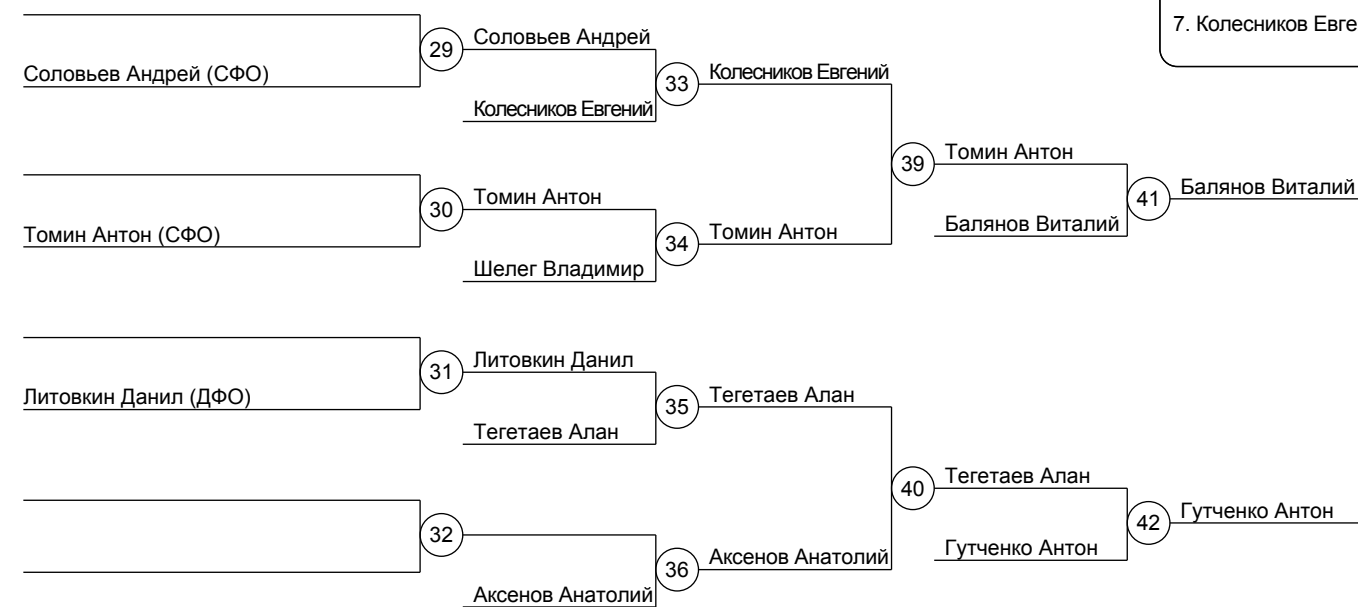 7. Колесников Евге
29
Соловьев Андрей
Соловьев Андрей (СФО)
33
Колесников Евгений
Колесников Евгений
39
Томин Антон
30
Томин Антон
41
Балянов Виталий
Томин Антон (СФО)
34
Томин Антон
Балянов Виталий
Шелег Владимир
31
Литовкин Данил
Литовкин Данил (ДФО)
35
Тегетаев Алан
Тегетаев Алан
40
Тегетаев Алан
32
42
Гутченко Антон
Гутченко Антон
36
Аксенов Анатолий
Аксенов Анатолий